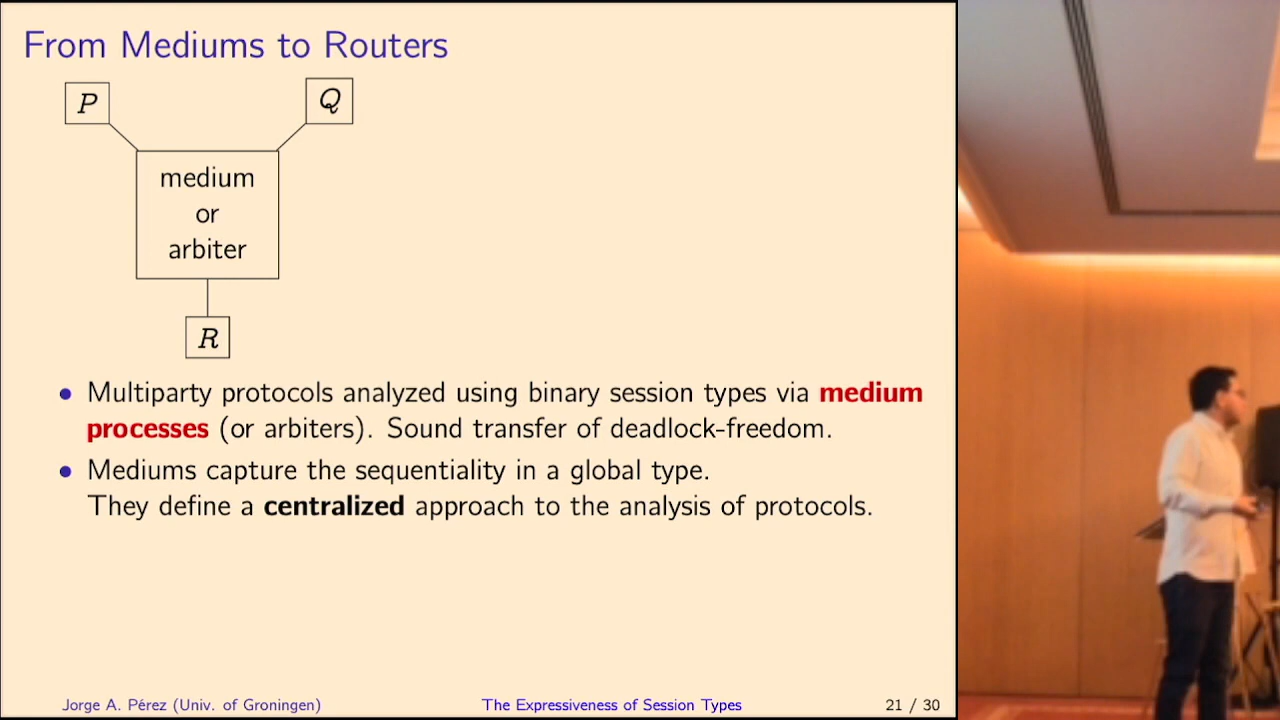 From Mediums to Routers
P
Q
medium
or
arbiter
R
• Multiparty protocols analyzed using binary session types via medium
processes (or arbiters). Sound transfer of deadlock-freedom.
• Mediums capture the sequentiality in a global type.
They define a centralized approach to the analysis of protocols.
Jorge A. Pérez (Univ. of Groningen) The Expressiveness of Session Types 21 / 30